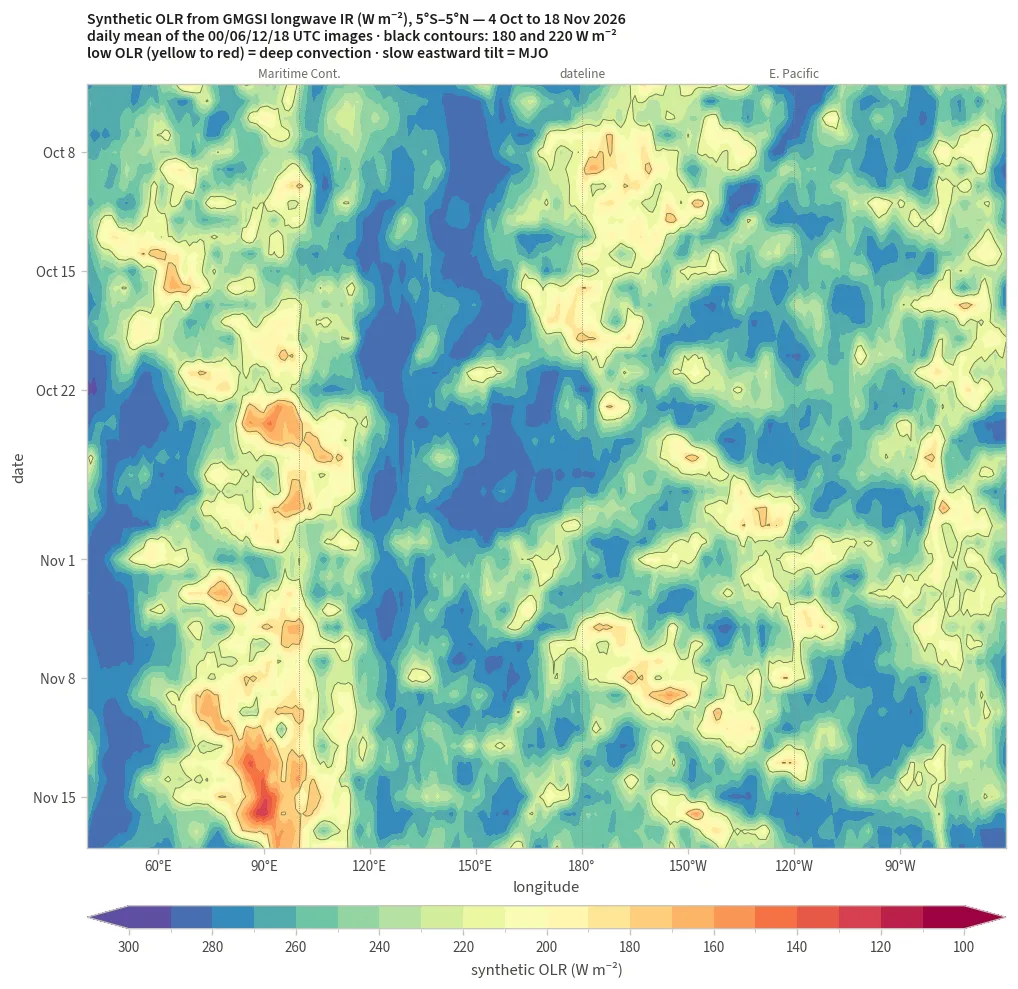 Synthetic OLR from GMGSI longwave IR (W m⁻²), 5°S–5°N — 4 Oct to 18 Nov 2026
daily mean of the 00/06/12/18 UTC images · black contours: 180 and 220 W m⁻²
low OLR (yellow to red) = deep convection · slow eastward tilt = MJO
Maritime Cont. dateline E. Pacific
Oct 8
Oct 15
Oct 22
date
Nov 1
Nov 8
Nov 15
60°E 90°E 120°E 150°E 180° 150°W 120°W 90°W
longitude
300 280 260 240 220 200 180 160 140 120 100
synthetic OLR (W m⁻²)